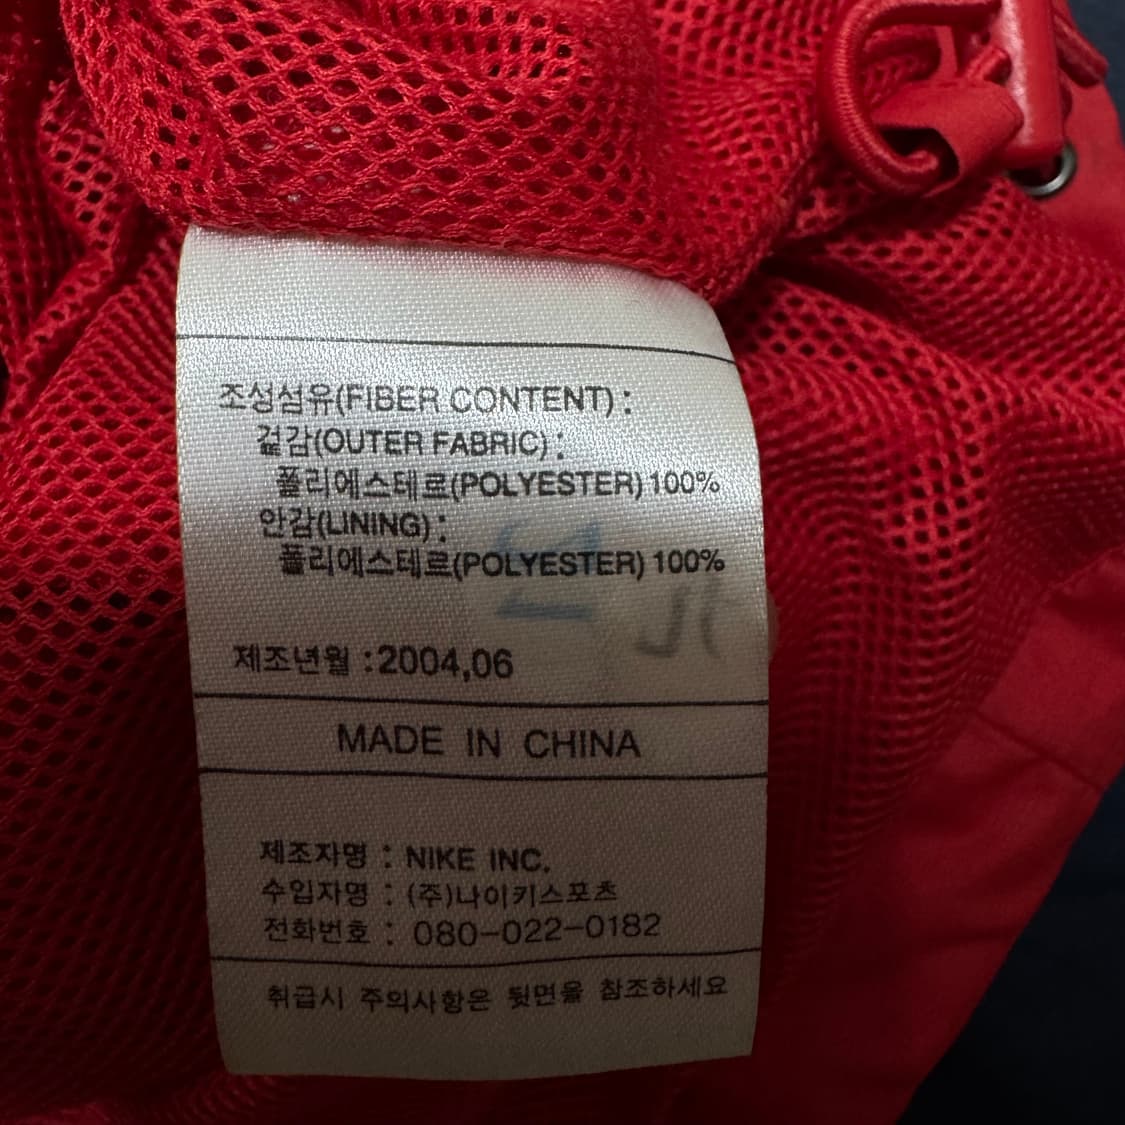 조성섬유(FIBER CONTENT) :
겉감(OUTER FABRIC) :
폴리에스테르(POLYESTER) 100%
안감(LINING) :
폴리에스테르(POLYESTER) 100%
제조년월 : 2004,06
MADE IN CHINA
제조자명 : NIKE INC.
수입자명 : (주)나이키스포츠
전화번호 : 080-022-0182
취급시 주의사항은 뒷면을 참조하세요